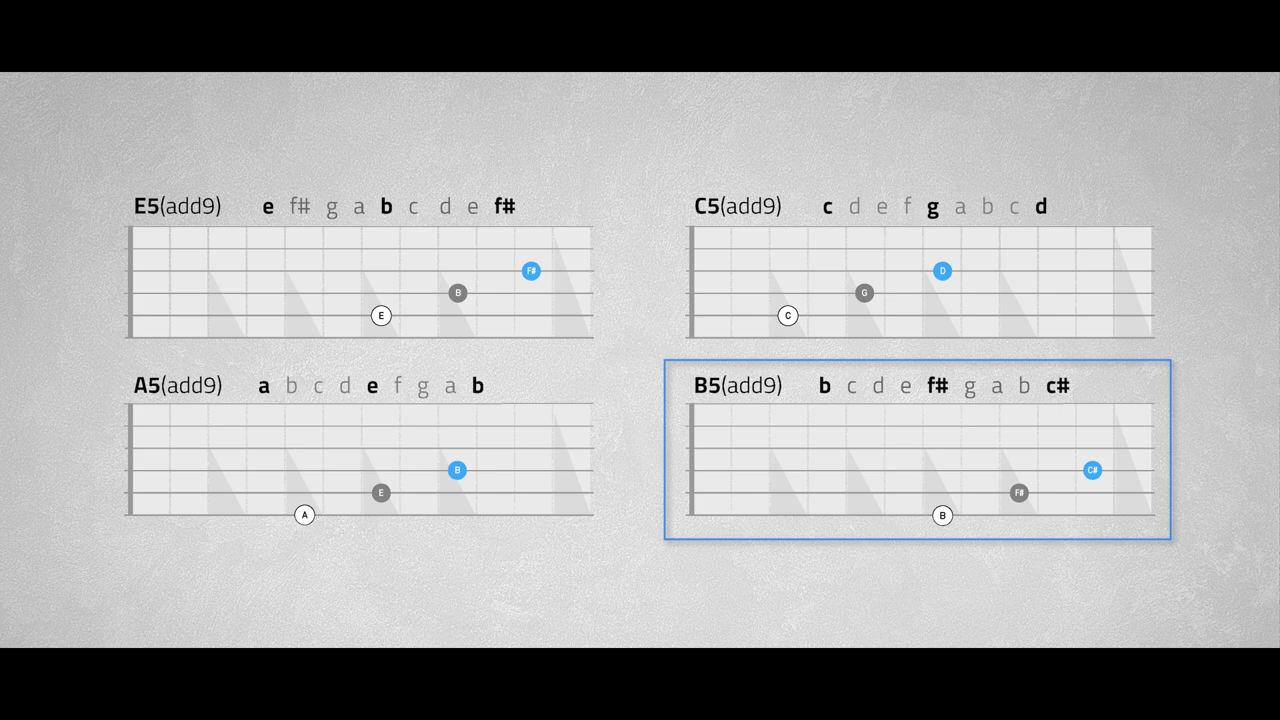 E5(add9) e f# g a b c d e f#
F#
B
E
C5(add9) c d e f g a b c d
D
G
C
A5(add9) a b c d e f g a b
B
E
A
B5(add9) b c d e f# g a b c#
C#
F#
B